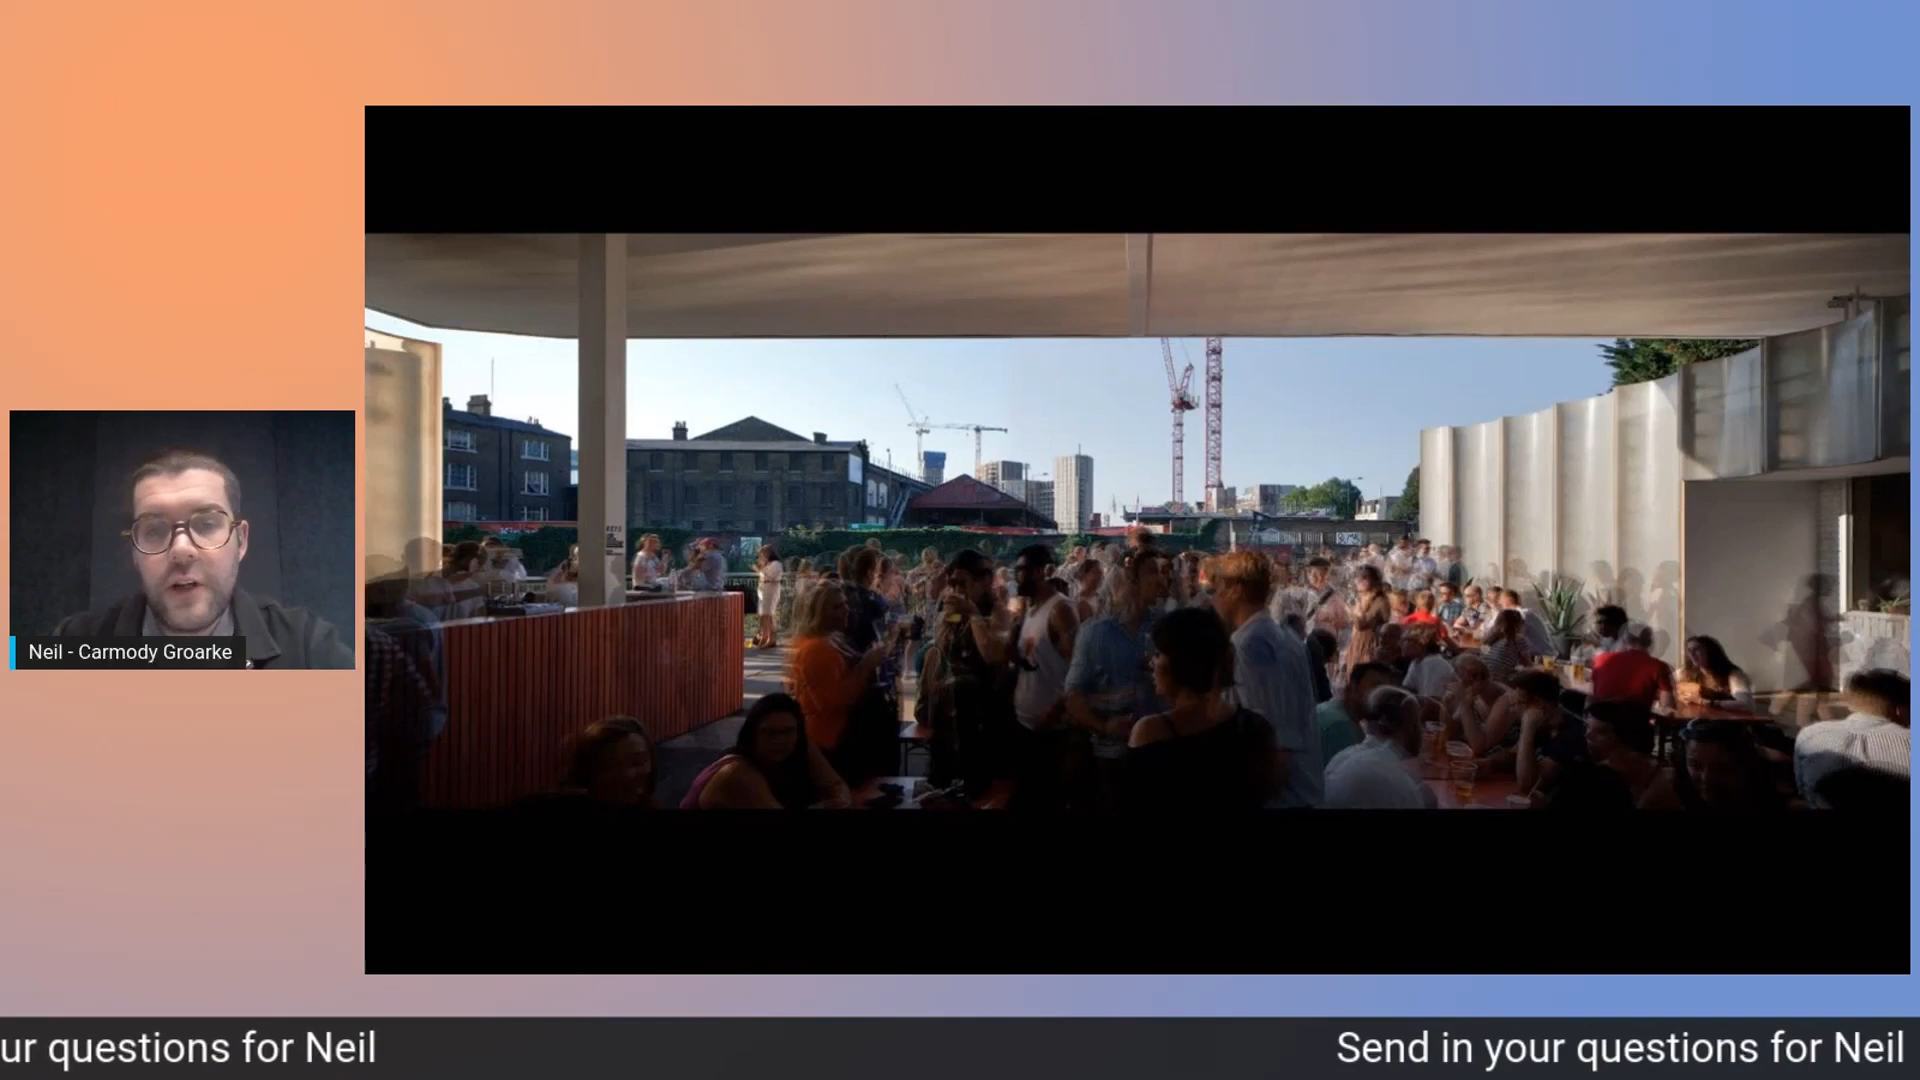 Neil - Carmody Groarke
ur questions for Neil
Send in your questions for Neil